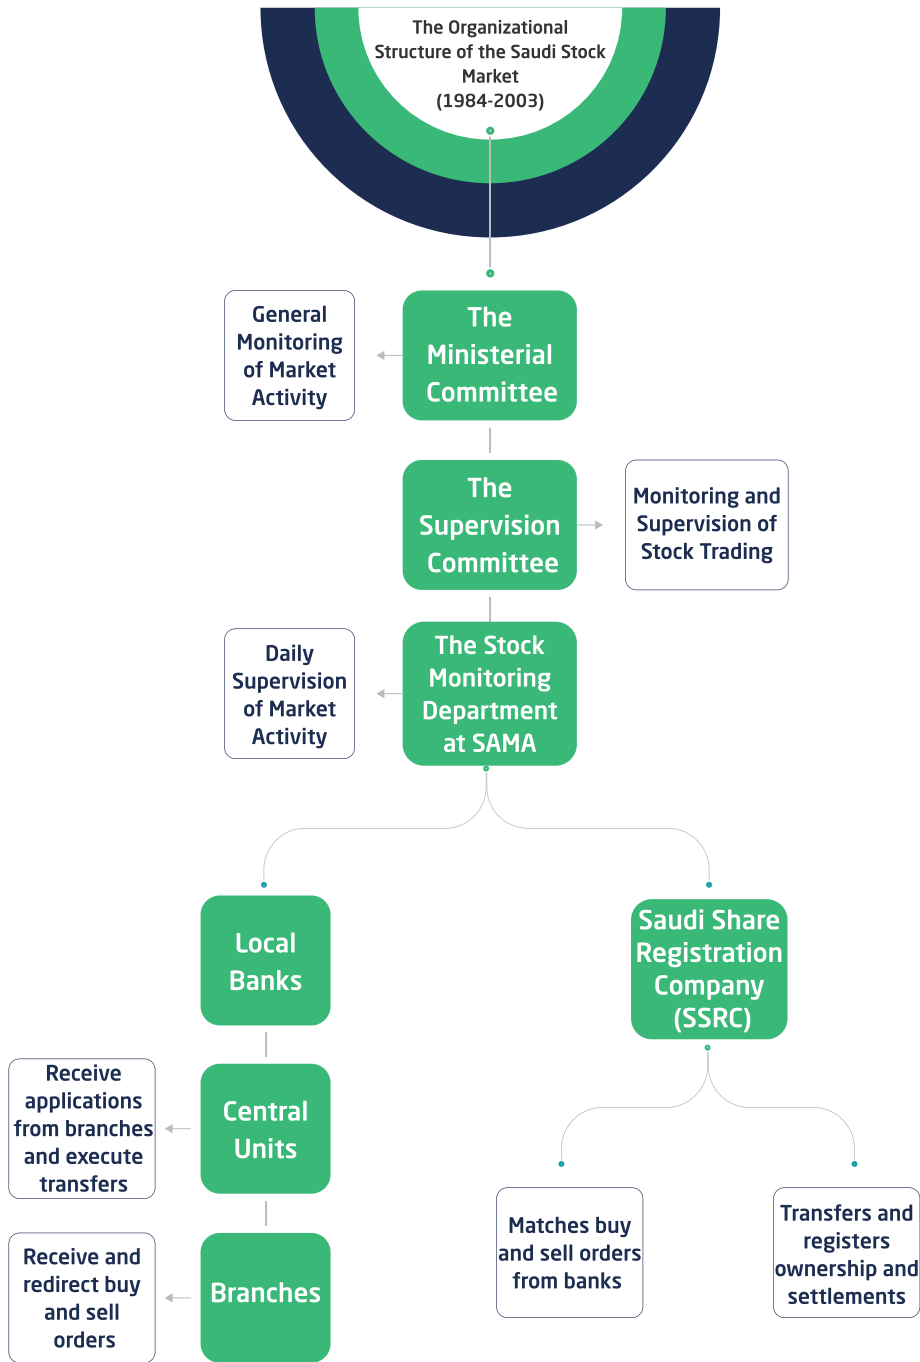 The Organizational
Structure of the Saudi Stock
Market
(1984-2003)
General
Monitoring
of Market
Activity
The
Ministerial
Committee
The
Supervision
Committee
Monitoring and
Supervision of
Stock Trading
Daily
Supervision
of Market
Activity
The Stock
Monitoring
Department
at SAMA
Local
Banks
Saudi Share
Registration
Company
(SSRC)
Receive
applications
from branches
and execute
transfers
Central
Units
Matches buy
and sell orders
from banks
Transfers and
registers
ownership and
settlements
Receive and
redirect buy
and sell
orders
Branches